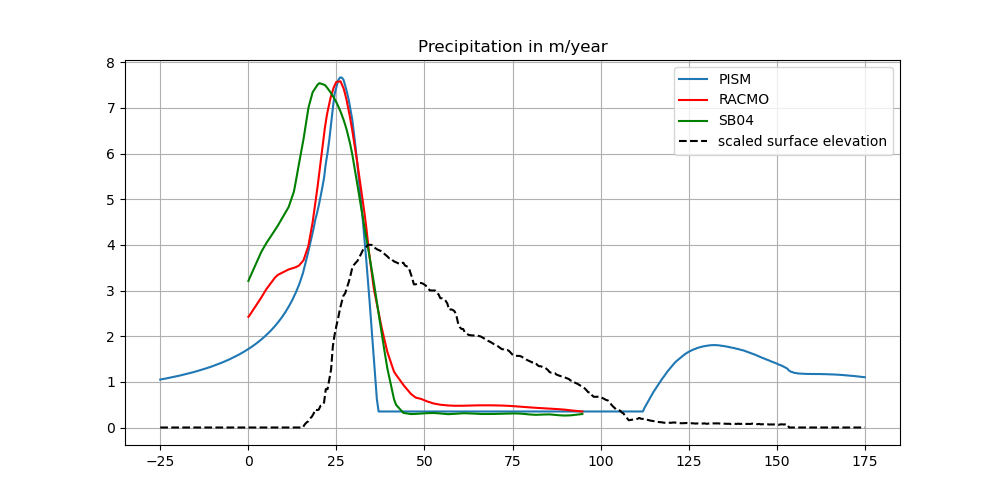 Precipitation in m/year
PISM
RACMO
SB04
scaled surface elevation
8
7
6
5
4
3
2
1
0
−25 0 25 50 75 100 125 150 175